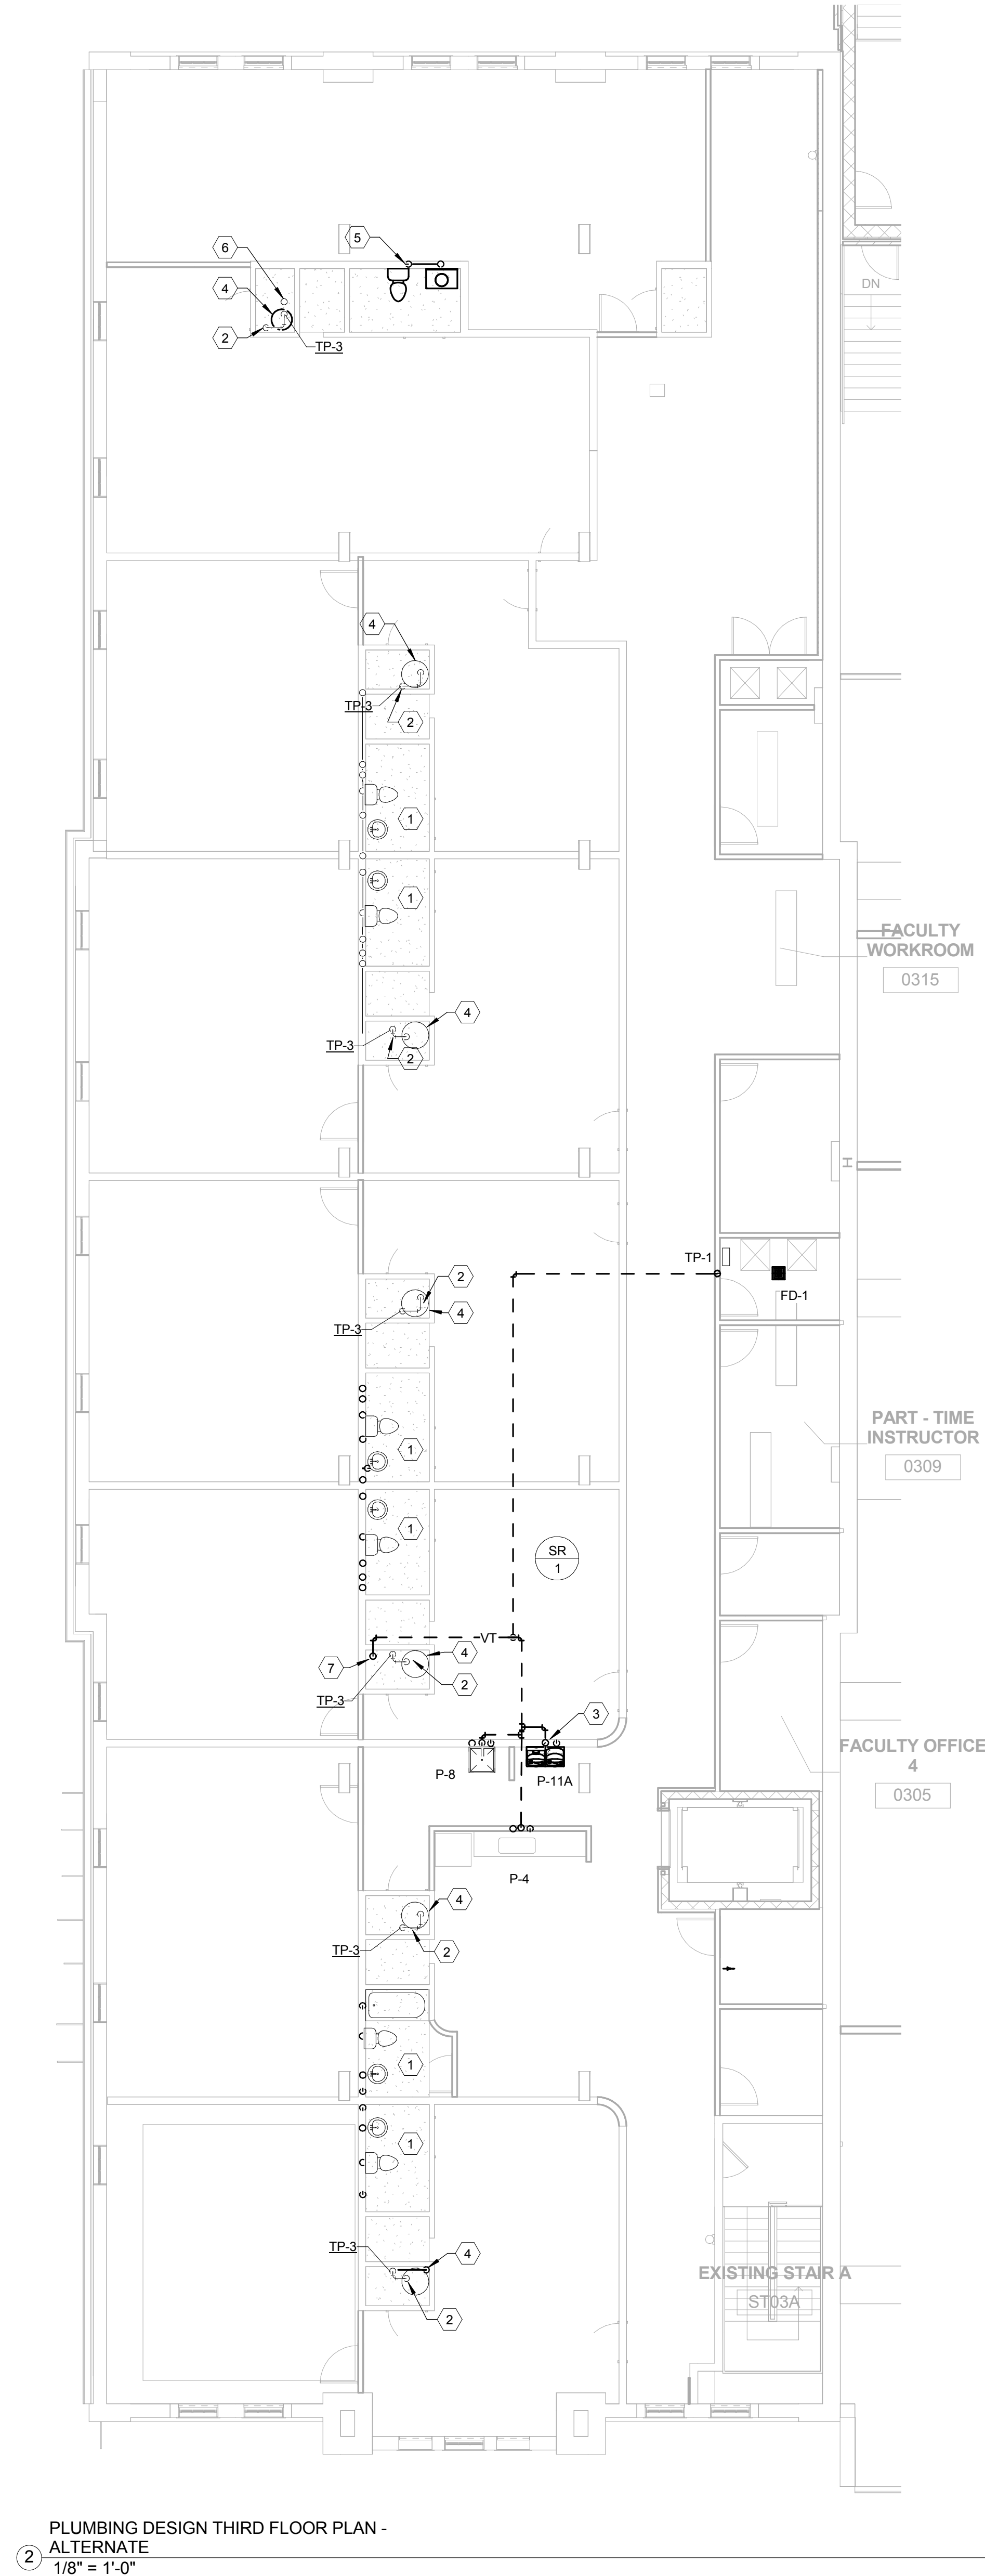 DN
5
6
4
2
TP-3
4
TP-3
2
1
1
FACULTY
WORKROOM
0315
4
TP-3
2
H
TP-1
2
FD-1
4
TP-3
PART - TIME
INSTRUCTOR
0309
1
1
SR
1
VT
4
7
2
TP-3
3
FACULTY OFFICE
4
0305
P-8
P-11A
P-4
4
2
TP-3
1
1
TP-3
4
EXISTING STAIR A
ST03A
2
PLUMBING DESIGN THIRD FLOOR PLAN -
ALTERNATE
2
1/8" = 1'-0"